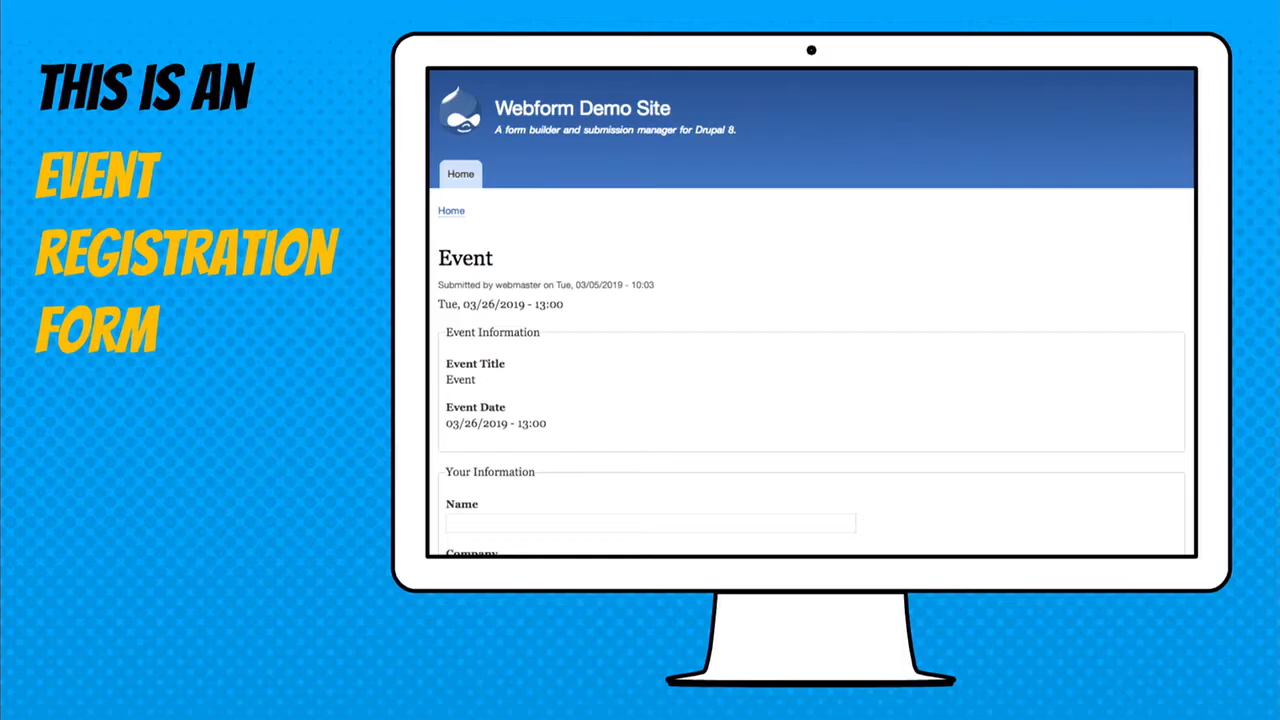 THIS IS AN
EVENT
REGISTRATION
FORM
Webform Demo Site
A form builder and submission manager for Drupal 8.
Home
Home
Event
Submitted by webmaster on Tue, 03/05/2019 - 10:03
Tue, 03/26/2019 - 13:00
Event Information
Event Title
Event
Event Date
03/26/2019 - 13:00
Your Information
Name
Company